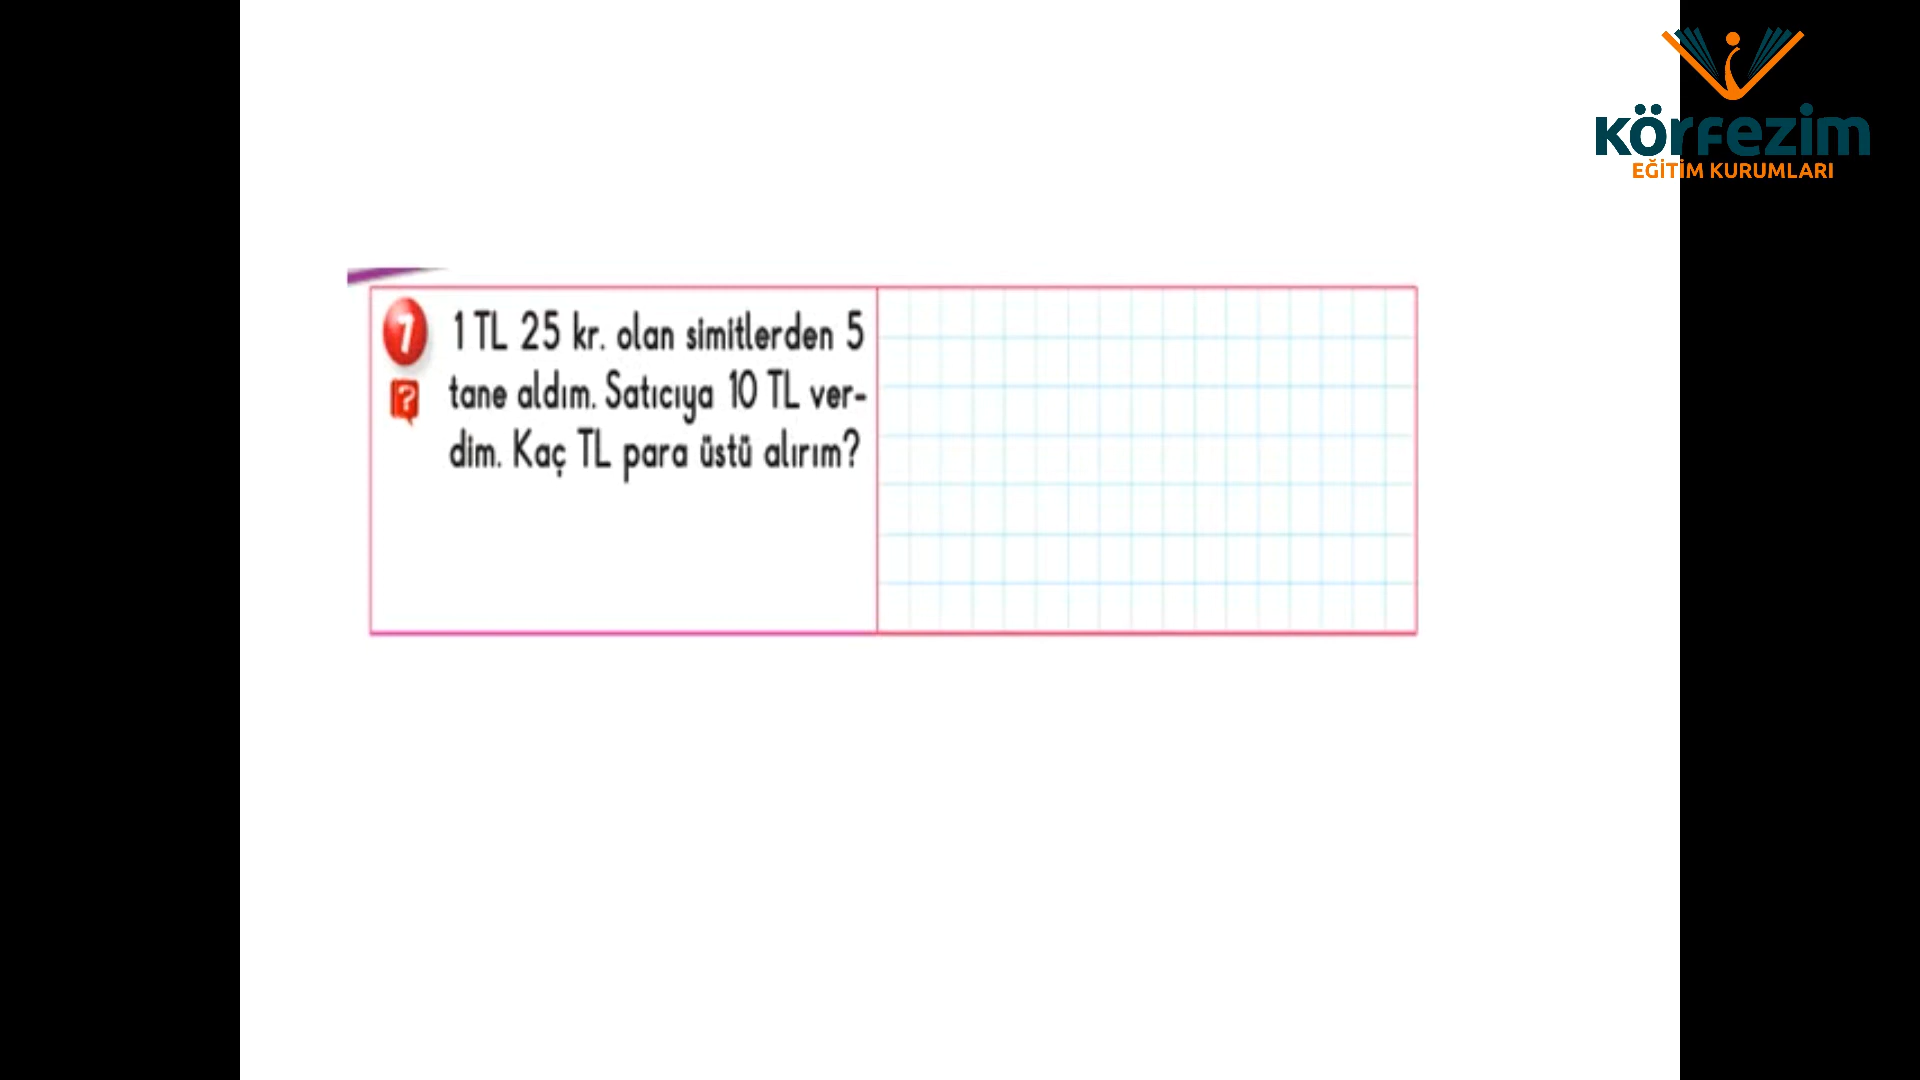 körfezim
EĞİTİM KURUMLARI
7
1 TL 25 kr. olan simitlerden 5
?
tane aldım. Satıcıya 10 TL ver-
dim. Kaç TL para üstü alırım?